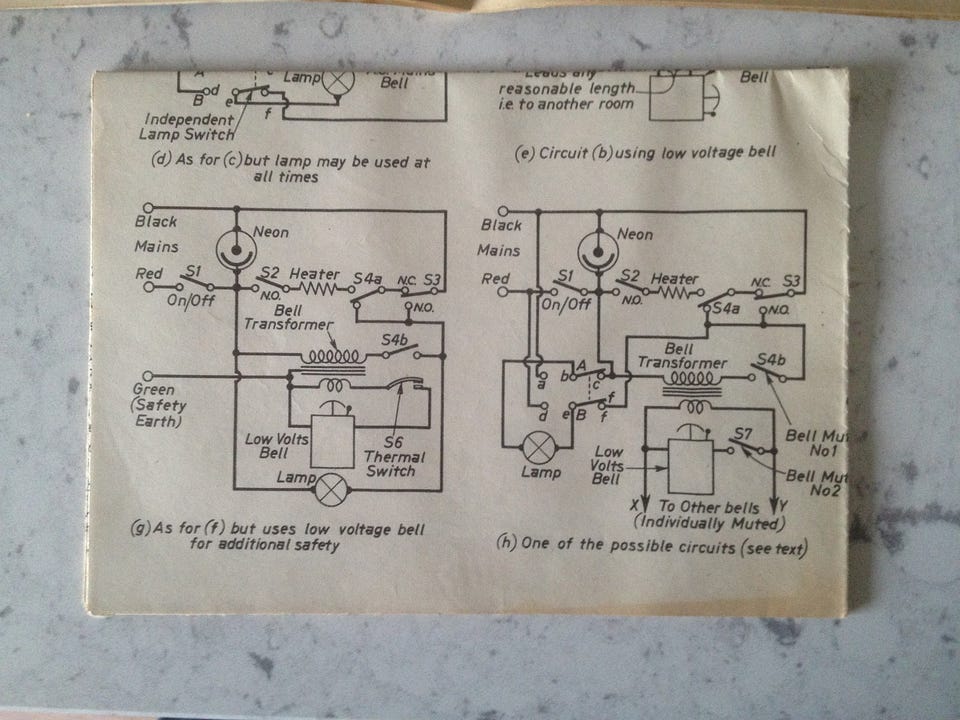 Lamp
Bell
A
B
d
e
f
Independent
Lamp Switch
(d) As for (c) but lamp may be used at
all times
reasonable length
i.e to another room
Bell
(e) Circuit (b) using low voltage bell
Black
Mains
Neon
Red
S1
On/Off
S2
N.O.
Heater
S4a
N.C.
S3
N.O.
Bell
Transformer
S4b
Green
(Safety
Earth)
Low Volts
Bell
S6
Thermal
Switch
Lamp
(g) As for (f) but uses low voltage bell
for additional safety
Black
Mains
Neon
Red
S1
On/Off
S2
N.O.
Heater
S4a
N.C.
S3
N.O.
Bell
Transformer
S4b
a
b
A
c
d
e
B
f
f
Lamp
Low
Volts
Bell
S7
Bell Mu
No1
Bell Mut
No2
X
To Other bells
(Individually Muted)
Y
(h) One of the possible circuits (see text)